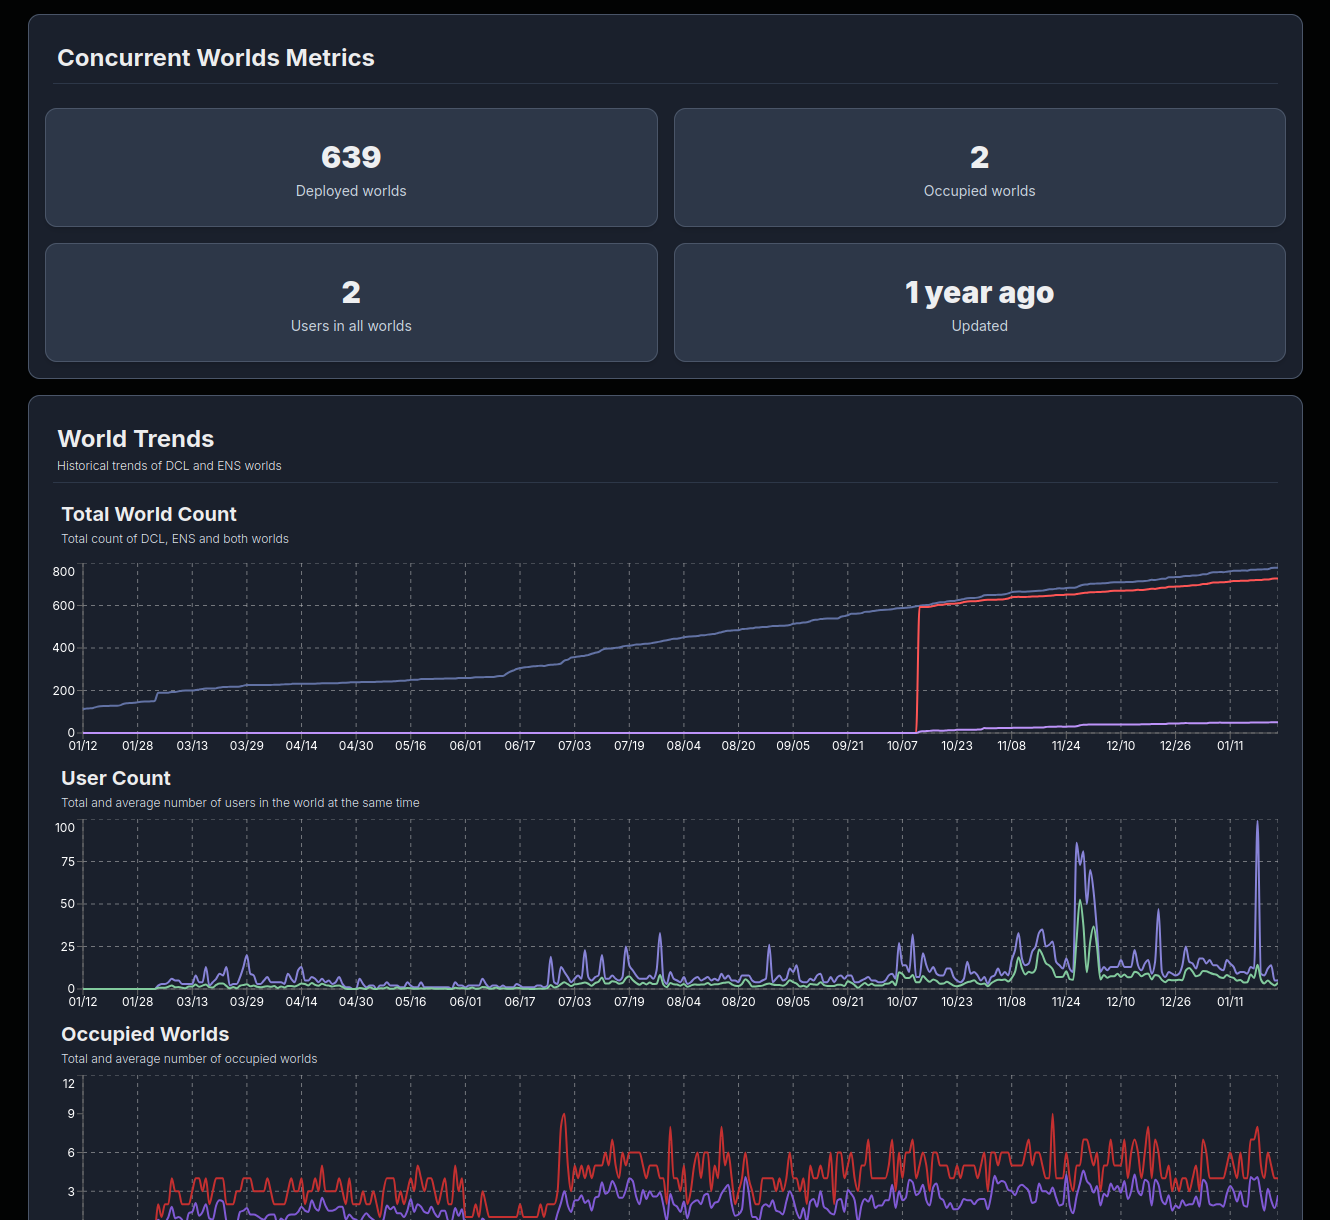 Concurrent Worlds Metrics
639
Deployed worlds
2
Occupied worlds
2
Users in all worlds
1 year ago
Updated
World Trends
Historical trends of DCL and ENS worlds
Total World Count
Total count of DCL, ENS and both worlds
800
600
400
200
0
01/12 01/28 03/13 03/29 04/14 04/30 05/16 06/01 06/17 07/03 07/19 08/04 08/20 09/05 09/21 10/07 10/23 11/08 11/24 12/10 12/26 01/11
User Count
Total and average number of users in the world at the same time
100
75
50
25
0
01/12 01/28 03/13 03/29 04/14 04/30 05/16 06/01 06/17 07/03 07/19 08/04 08/20 09/05 09/21 10/07 10/23 11/08 11/24 12/10 12/26 01/11
Occupied Worlds
Total and average number of occupied worlds
12
9
6
3